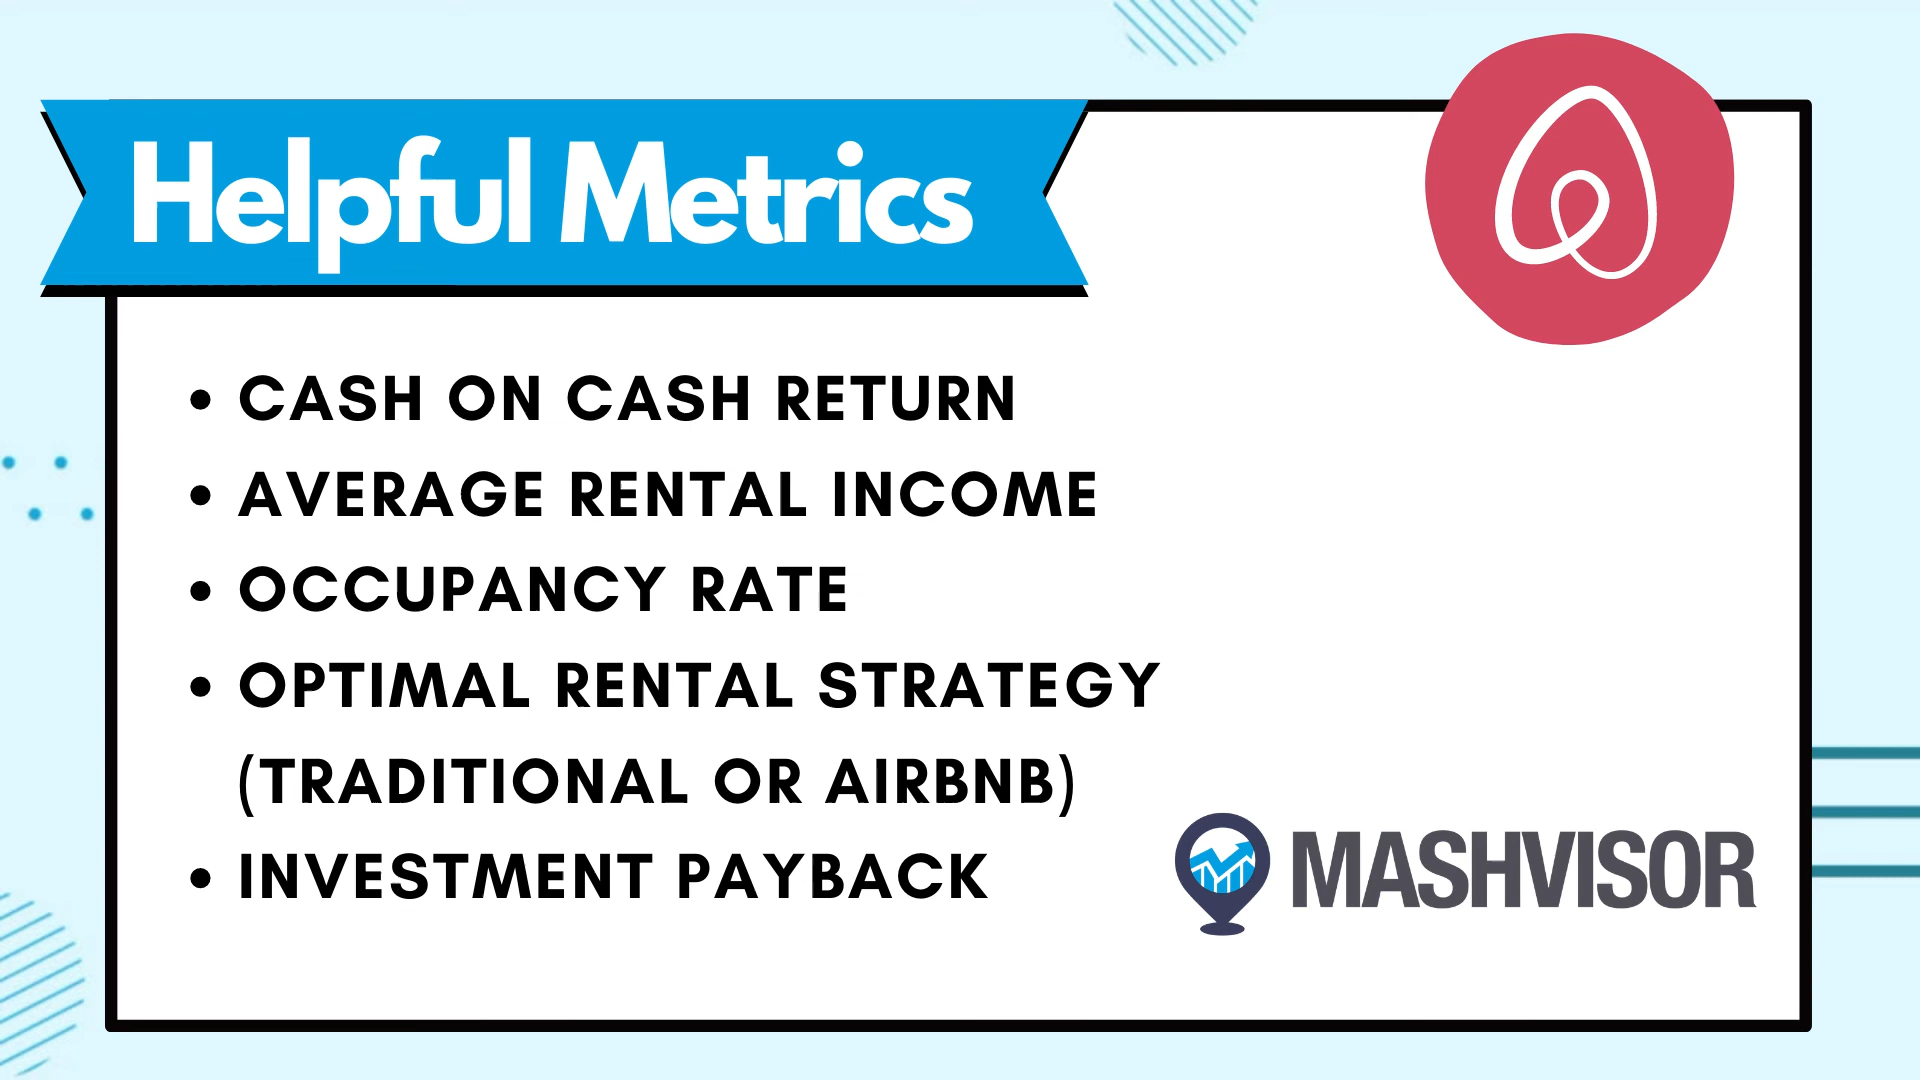 Helpful Metrics
• CASH ON CASH RETURN
• AVERAGE RENTAL INCOME
• OCCUPANCY RATE
• OPTIMAL RENTAL STRATEGY
(TRADITIONAL OR AIRBNB)
• INVESTMENT PAYBACK
MASHVISOR